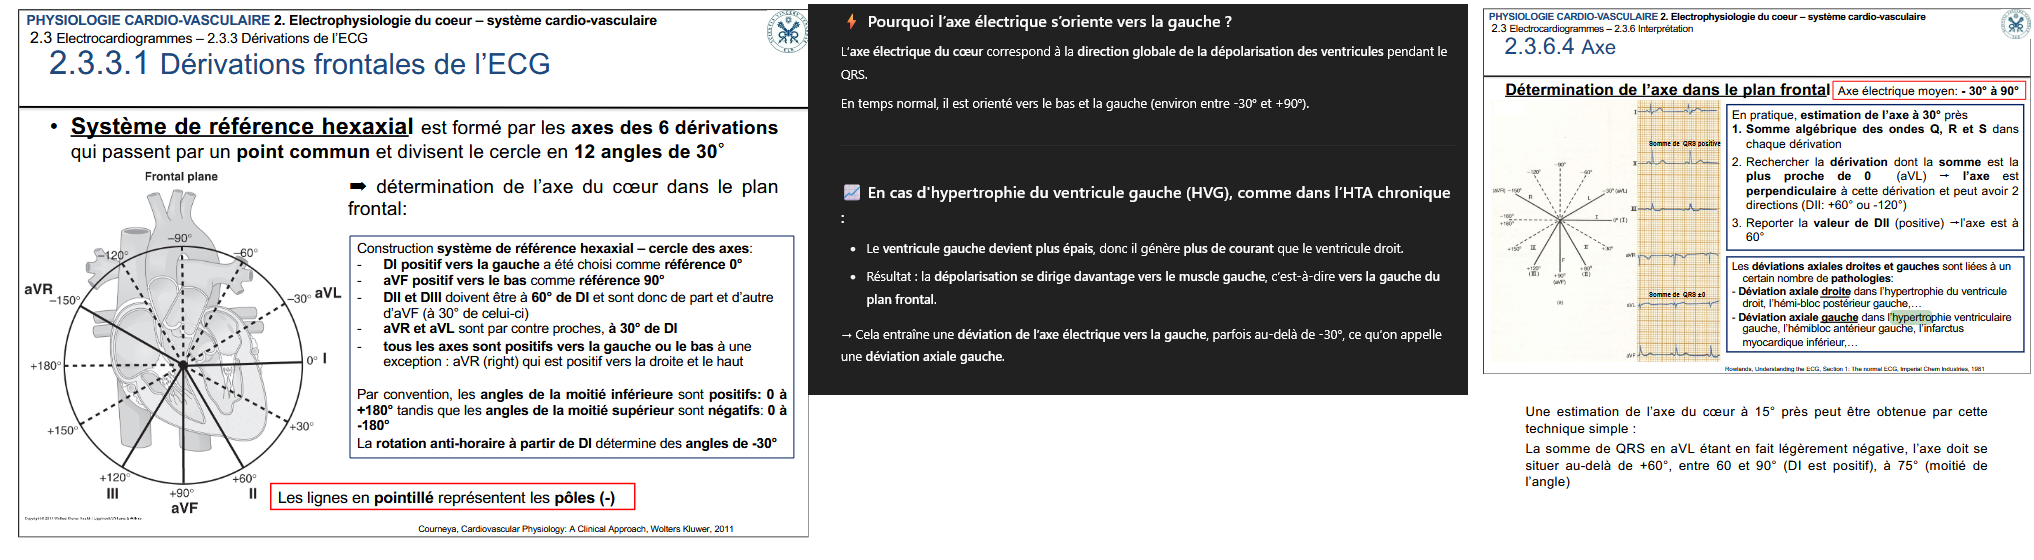 PHYSIOLOGIE CARDIO-VASCULAIRE 2. Electrophysiologie du coeur – système cardio-vasculaire
2.3 Electrocardiogrammes – 2.3.3 Dérivations de l'ECG
2.3.3.1 Dérivations frontales de l'ECG
• Système de référence hexaxial est formé par les axes des 6 dérivations
qui passent par un point commun et divisent le cercle en 12 angles de 30°
Frontal plane
-90°
-120°
-60°
aVR
-150°
-30° aVL
+180°
0° I
+150°
+30°
+120°
III
+90°
aVF
+60°
II
➡ détermination de l'axe du cœur dans le plan
frontal:
Construction système de référence hexaxial – cercle des axes:
- DI positif vers la gauche a été choisi comme référence 0°
- aVF positif vers le bas comme référence 90°
- DII et DIII doivent être à 60° de DI et sont donc de part et d'autre
d'aVF (à 30° de celui-ci)
- aVR et aVL sont par contre proches, à 30° de DI
- tous les axes sont positifs vers la gauche ou le bas à une
exception : aVR (right) qui est positif vers la droite et le haut
Par convention, les angles de la moitié inférieure sont positifs: 0 à
+180° tandis que les angles de la moitié supérieur sont négatifs: 0 à
-180°
La rotation anti-horaire à partir de DI détermine des angles de -30°
Les lignes en pointillé représentent les pôles (-)
Courneya, Cardiovascular Physiology: A Clinical Approach, Wolters Kluwer, 2011
⚡ Pourquoi l'axe électrique s'oriente vers la gauche ?
L'axe électrique du cœur correspond à la direction globale de la dépolarisation des ventricules pendant le
QRS.
En temps normal, il est orienté vers le bas et la gauche (environ entre -30° et +90°).
📈 En cas d'hypertrophie du ventricule gauche (HVG), comme dans l'HTA chronique
:
• Le ventricule gauche devient plus épais, donc il génère plus de courant que le ventricule droit.
• Résultat : la dépolarisation se dirige davantage vers le muscle gauche, c'est-à-dire vers la gauche du
plan frontal.
→ Cela entraîne une déviation de l'axe électrique vers la gauche, parfois au-delà de -30°, ce qu'on appelle
une déviation axiale gauche.
PHYSIOLOGIE CARDIO-VASCULAIRE 2. Electrophysiologie du coeur – système cardio-vasculaire
2.3 Electrocardiogrammes – 2.3.6 Interprétation
2.3.6.4 Axe
Détermination de l'axe dans le plan frontal
Axe électrique moyen: - 30° à 90°
Somme de QRS positive
Somme de QRS ±0
-90°
-120°
-60°
(aVR) -150°
-30° (aVL)
R
L
I
0° (I)
-180°
+180°
+150°
+30°
III
II
F
+120°
(III)
+90°
(aVF)
+60°
(II)
II
III
aVR
aVL
aVF
En pratique, estimation de l'axe à 30° près
1. Somme algébrique des ondes Q, R et S dans
chaque dérivation
2. Rechercher la dérivation dont la somme est la
plus proche de 0 (aVL) → l'axe est
perpendiculaire à cette dérivation et peut avoir 2
directions (DII: +60° ou -120°)
3. Reporter la valeur de DII (positive) →l'axe est à
60°
Les déviations axiales droites et gauches sont liées à un
certain nombre de pathologies:
- Déviation axiale droite dans l'hypertrophie du ventricule
droit, l'hémi-bloc postérieur gauche,...
- Déviation axiale gauche dans l'hypertrophie ventriculaire
gauche, l'hémibloc antérieur gauche, l'infarctus
myocardique inférieur,...
Rowlands, Understanding the ECG, Section 1: The normal ECG, Imperial Chem Industries, 1981
Une estimation de l'axe du cœur à 15° près peut être obtenue par cette
technique simple :
La somme de QRS en aVL étant en fait légèrement négative, l'axe doit se
situer au-delà de +60°, entre 60 et 90° (DI est positif), à 75° (moitié de
l'angle)